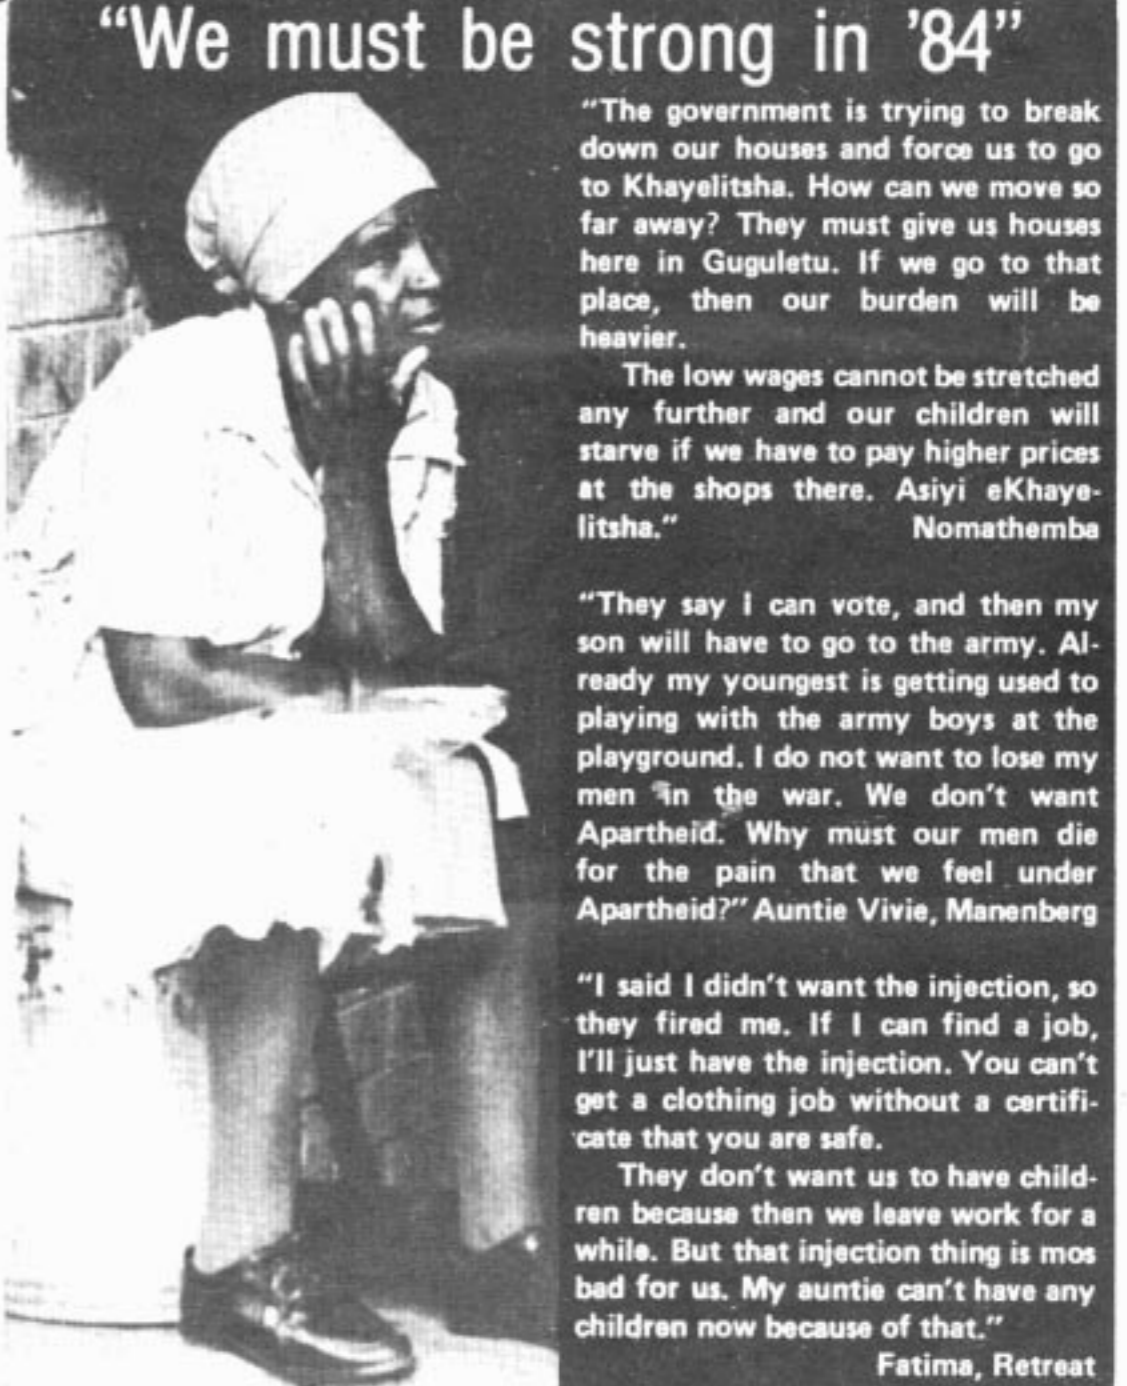 “We must be strong in ’84”
“The government is trying to break
down our houses and force us to go
to Khayelitsha. How can we move so
far away? They must give us houses
here in Guguletu. If we go to that
place, then our burden will be
heavier.
The low wages cannot be stretched
any further and our children will
starve if we have to pay higher prices
at the shops there. Asiyi eKhaye-
litsha.” Nomathemba
“They say I can vote, and then my
son will have to go to the army. Al-
ready my youngest is getting used to
playing with the army boys at the
playground. I do not want to lose my
men in the war. We don’t want
Apartheid. Why must our men die
for the pain that we feel under
Apartheid?” Auntie Vivie, Manenberg
“I said I didn’t want the injection, so
they fired me. If I can find a job,
I’ll just have the injection. You can’t
get a clothing job without a certifi-
cate that you are safe.
They don’t want us to have child-
ren because then we leave work for a
while. But that injection thing is mos
bad for us. My auntie can’t have any
children now because of that.”
Fatima, Retreat